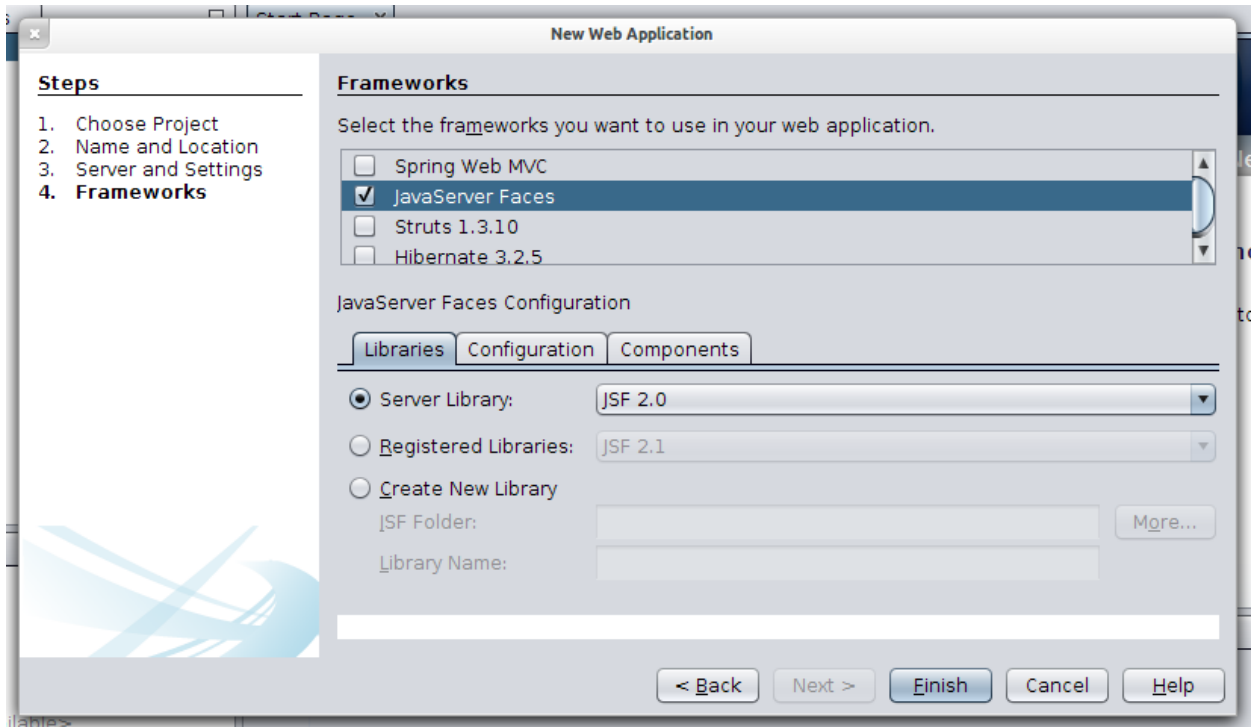 Start Page
New Web Application
Steps
1. Choose Project
2. Name and Location
3. Server and Settings
4. Frameworks
Frameworks
Select the frameworks you want to use in your web application.
Spring Web MVC
JavaServer Faces
Struts 1.3.10
Hibernate 3.2.5
JavaServer Faces Configuration
Libraries Configuration Components
Server Library: JSF 2.0
Registered Libraries: JSF 2.1
Create New Library
JSF Folder: More...
Library Name:
< Back Next > Finish Cancel Help
ilable>